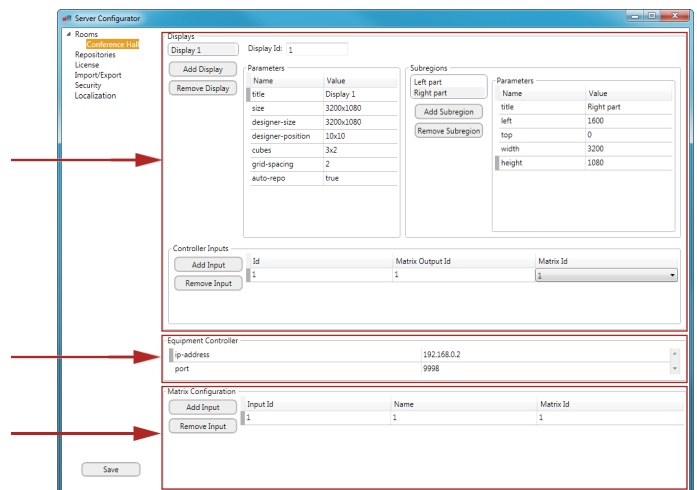 Server Configurator
Rooms
Conference Hall
Repositories
License
Import/Export
Security
Localization
Save
Displays
Display 1
Display Id: 1
Add Display
Remove Display
Parameters
Name Value
title Display 1
size 3200x1080
designer-size 3200x1080
designer-position 10x10
cubes 3x2
grid-spacing 2
auto-repo true
Subregions
Left part
Right part
Add Subregion
Remove Subregion
Parameters
Name Value
title Right part
left 1600
top 0
width 3200
height 1080
Controller Inputs
Add Input
Remove Input
Id Matrix Output Id Matrix Id
1 1 1
Equipment Controller
ip-address 192.168.0.2
port 9998
Matrix Configuration
Add Input
Remove Input
Input Id Name Matrix Id
1 1 1